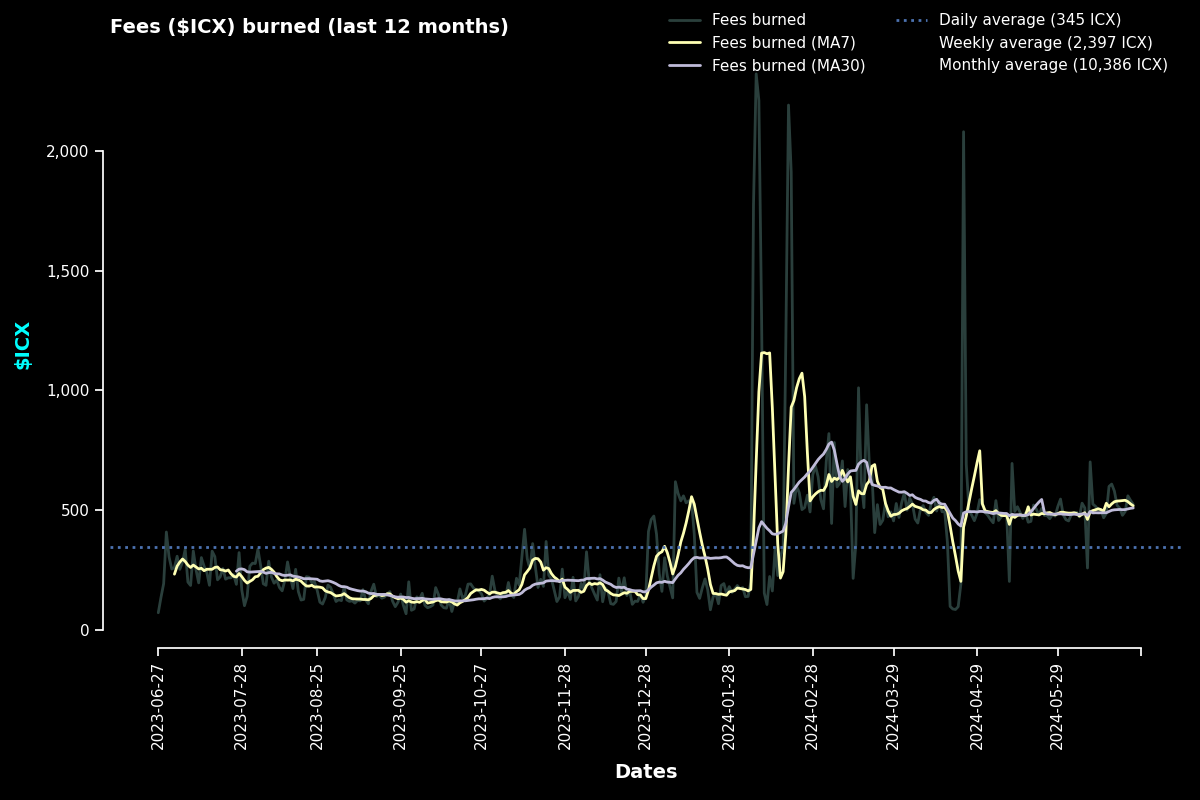 Fees ($ICX) burned (last 12 months)
Fees burned
Fees burned (MA7)
Fees burned (MA30)
Daily average (345 ICX)
Weekly average (2,397 ICX)
Monthly average (10,386 ICX)
2,000
1,500
1,000
500
0
$ICX
2023-06-27
2023-07-28
2023-08-25
2023-09-25
2023-10-27
2023-11-28
2023-12-28
2024-01-28
2024-02-28
2024-03-29
2024-04-29
2024-05-29
Dates